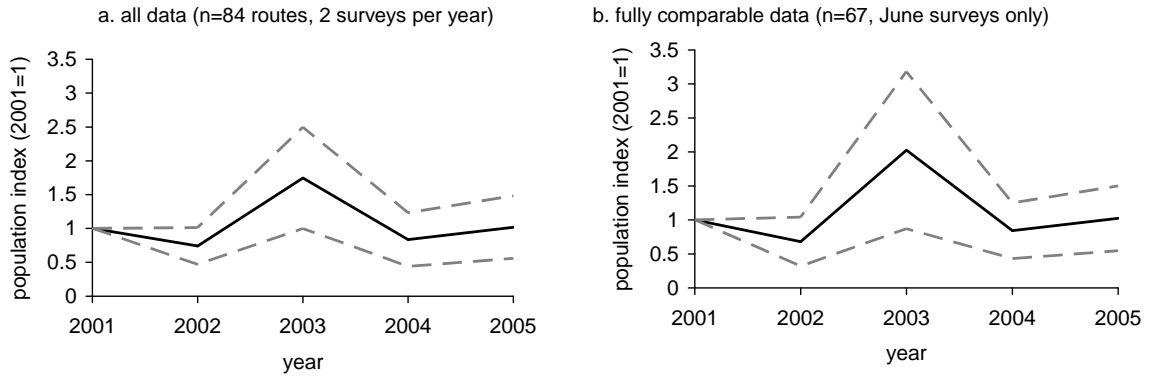 a. all data (n=84 routes, 2 surveys per year)
population index (2001=1)
3.5
3
2.5
2
1.5
1
0.5
0
2001 2002 2003 2004 2005
year
b. fully comparable data (n=67, June surveys only)
population index (2001=1)
3.5
3
2.5
2
1.5
1
0.5
0
2001 2002 2003 2004 2005
year